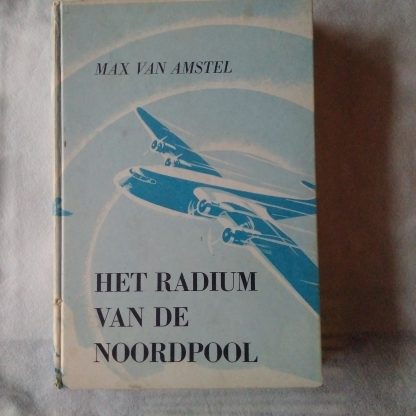 MAX VAN AMSTEL
HET RADIUM
VAN DE
NOORDPOOL